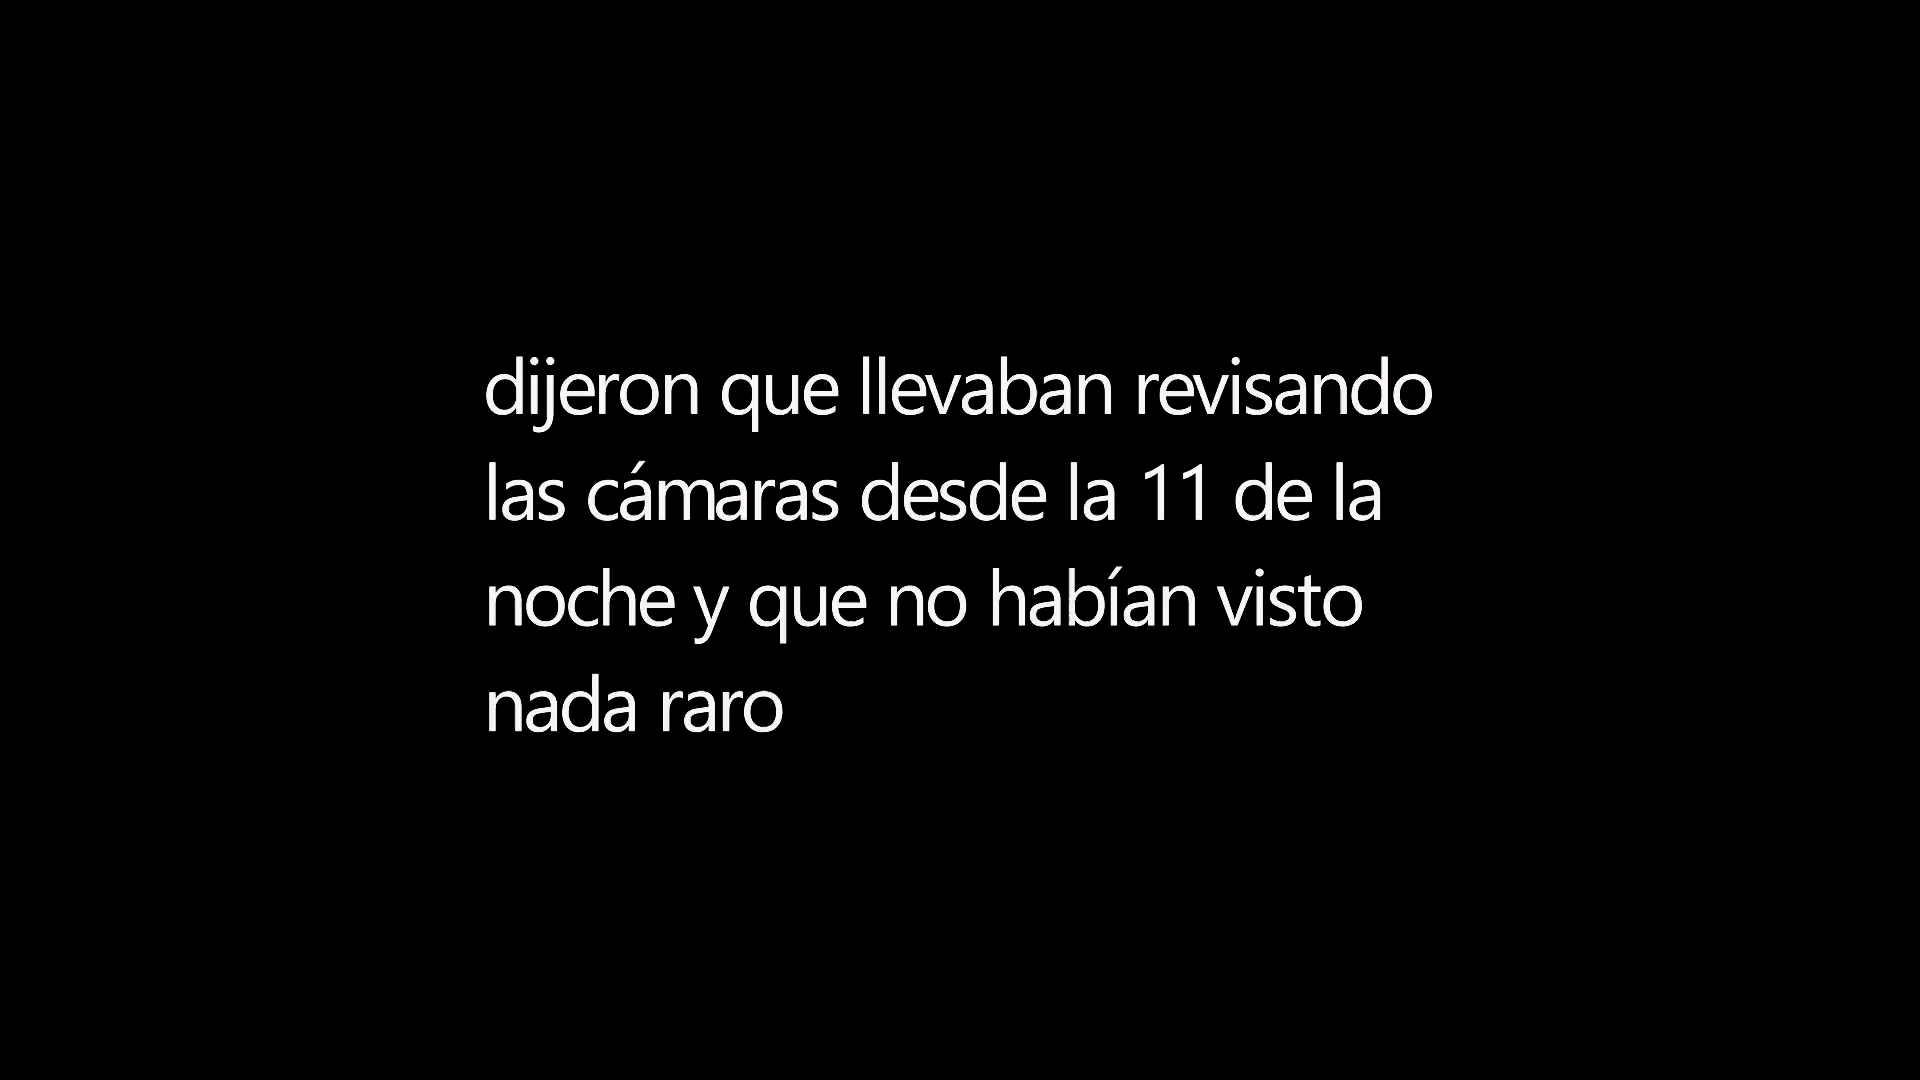 dijeron que llevaban revisando
las cámaras desde la 11 de la
noche y que no habían visto
nada raro